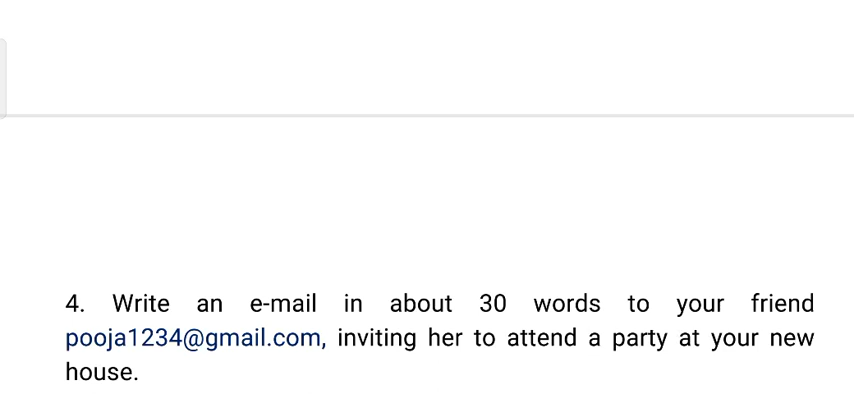 4. Write an e-mail in about 30 words to your friend
pooja1234@gmail.com, inviting her to attend a party at your new
house.